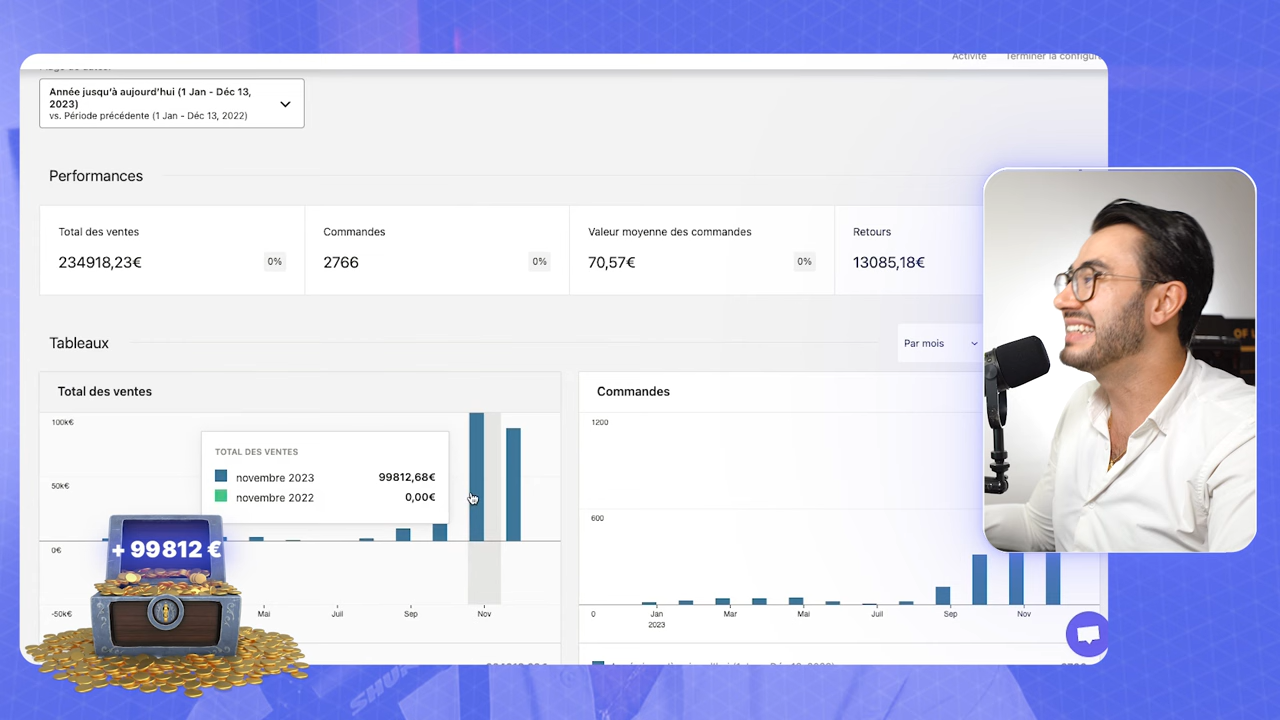 Activité Terminer la configura
Année jusqu'à aujourd'hui (1 Jan - Déc 13,
2023)
vs. Période précédente (1 Jan - Déc 13, 2022)
Performances
Total des ventes
234918,23€ 0%
Commandes
2766 0%
Valeur moyenne des commandes
70,57€ 0%
Retours
13085,18€
Tableaux
Par mois
Total des ventes
100k€
50k€
0€
-50k€
TOTAL DES VENTES
novembre 2023 99812,68€
novembre 2022 0,00€
+ 99812 €
Mai Juil Sep Nov
Commandes
1200
600
0
Jan Mar Mai Juil Sep Nov
2023